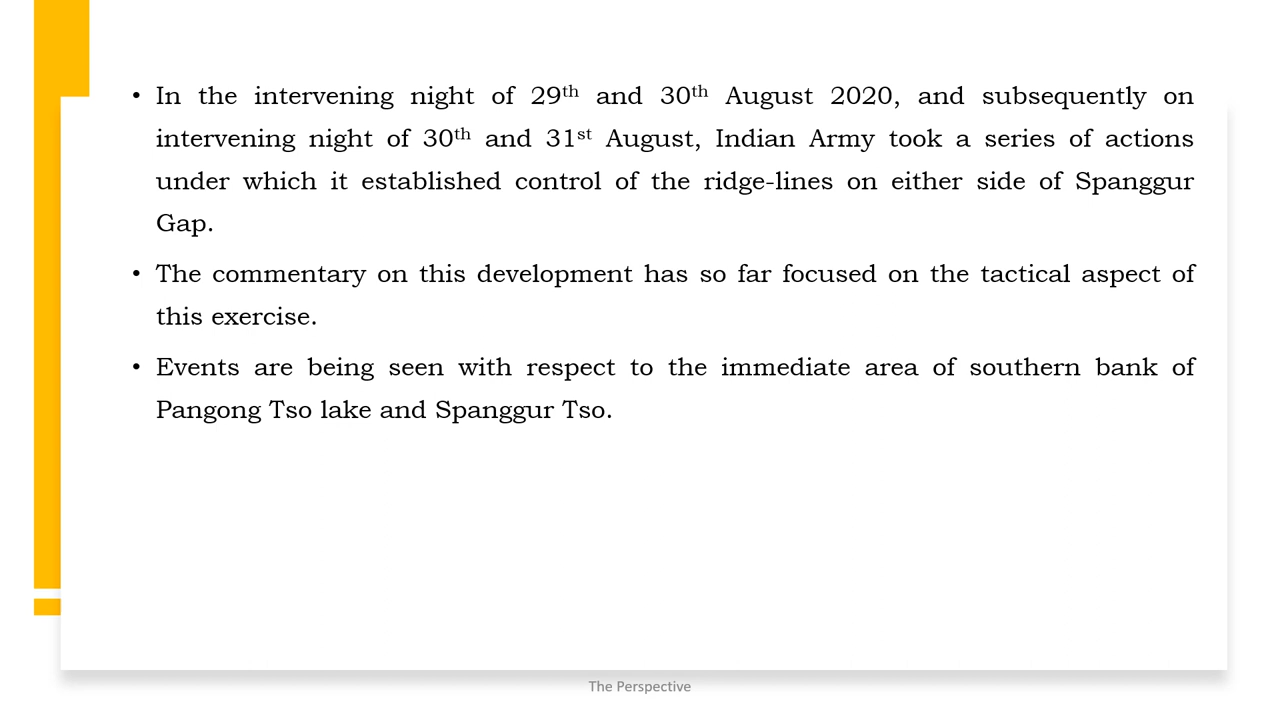 • In the intervening night of 29th and 30th August 2020, and subsequently on
intervening night of 30th and 31st August, Indian Army took a series of actions
under which it established control of the ridge-lines on either side of Spanggur
Gap.
• The commentary on this development has so far focused on the tactical aspect of
this exercise.
• Events are being seen with respect to the immediate area of southern bank of
Pangong Tso lake and Spanggur Tso.
The Perspective